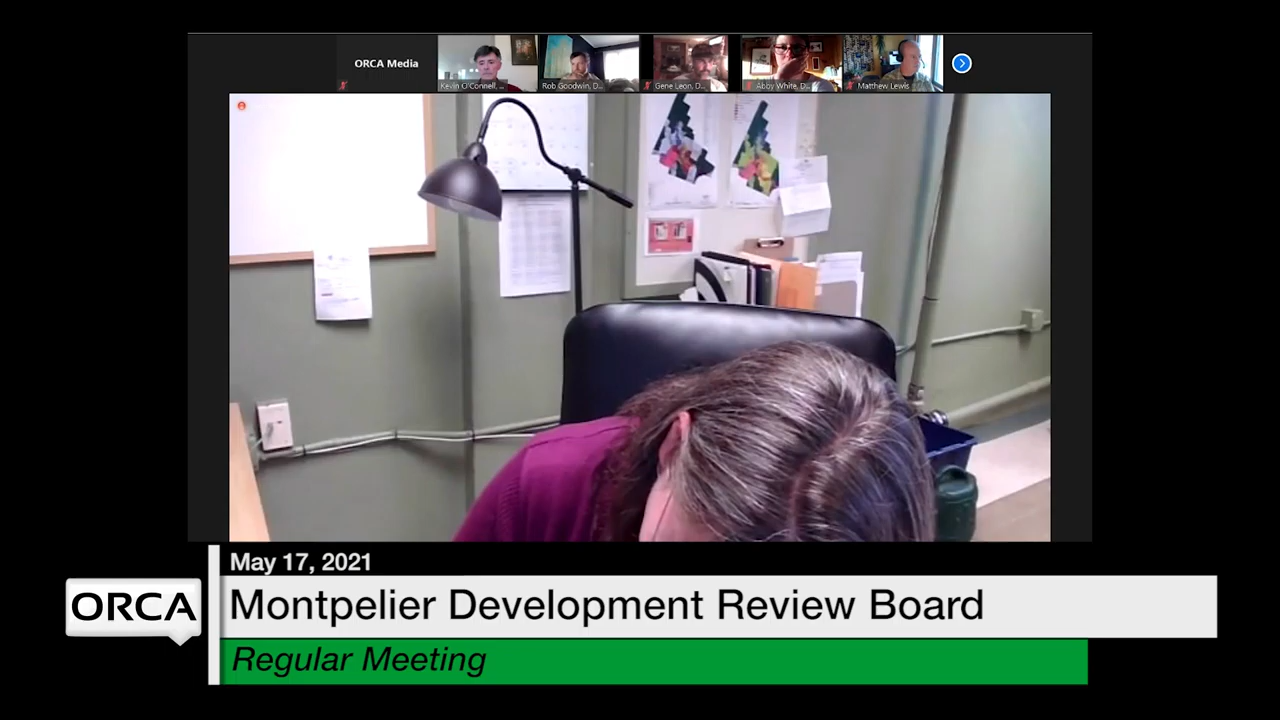 ORCA Media
Kevin O'Connell, ...
Rob Goodwin, D...
Gene Leon, D...
Abby White, D...
Matthew Lewis
May 17, 2021
ORCA
Montpelier Development Review Board
Regular Meeting